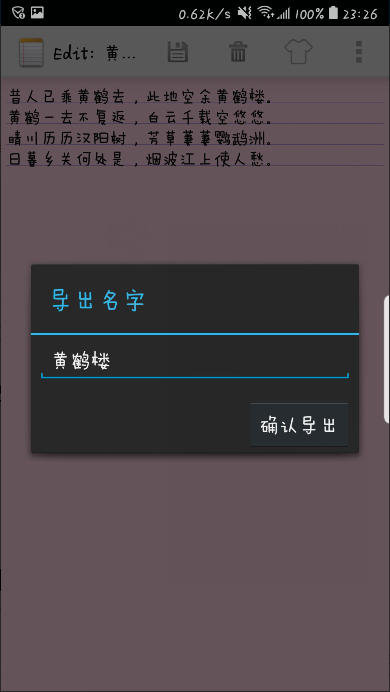 0.62K/s 100% 23:26
Edit: 黄...
昔人已乘黄鹤去，此地空余黄鹤楼。
黄鹤一去不复返，白云千载空悠悠。
晴川历历汉阳树，芳草萋萋鹦鹉洲。
日暮乡关何处是，烟波江上使人愁。
导出名字
黄鹤楼
确认导出